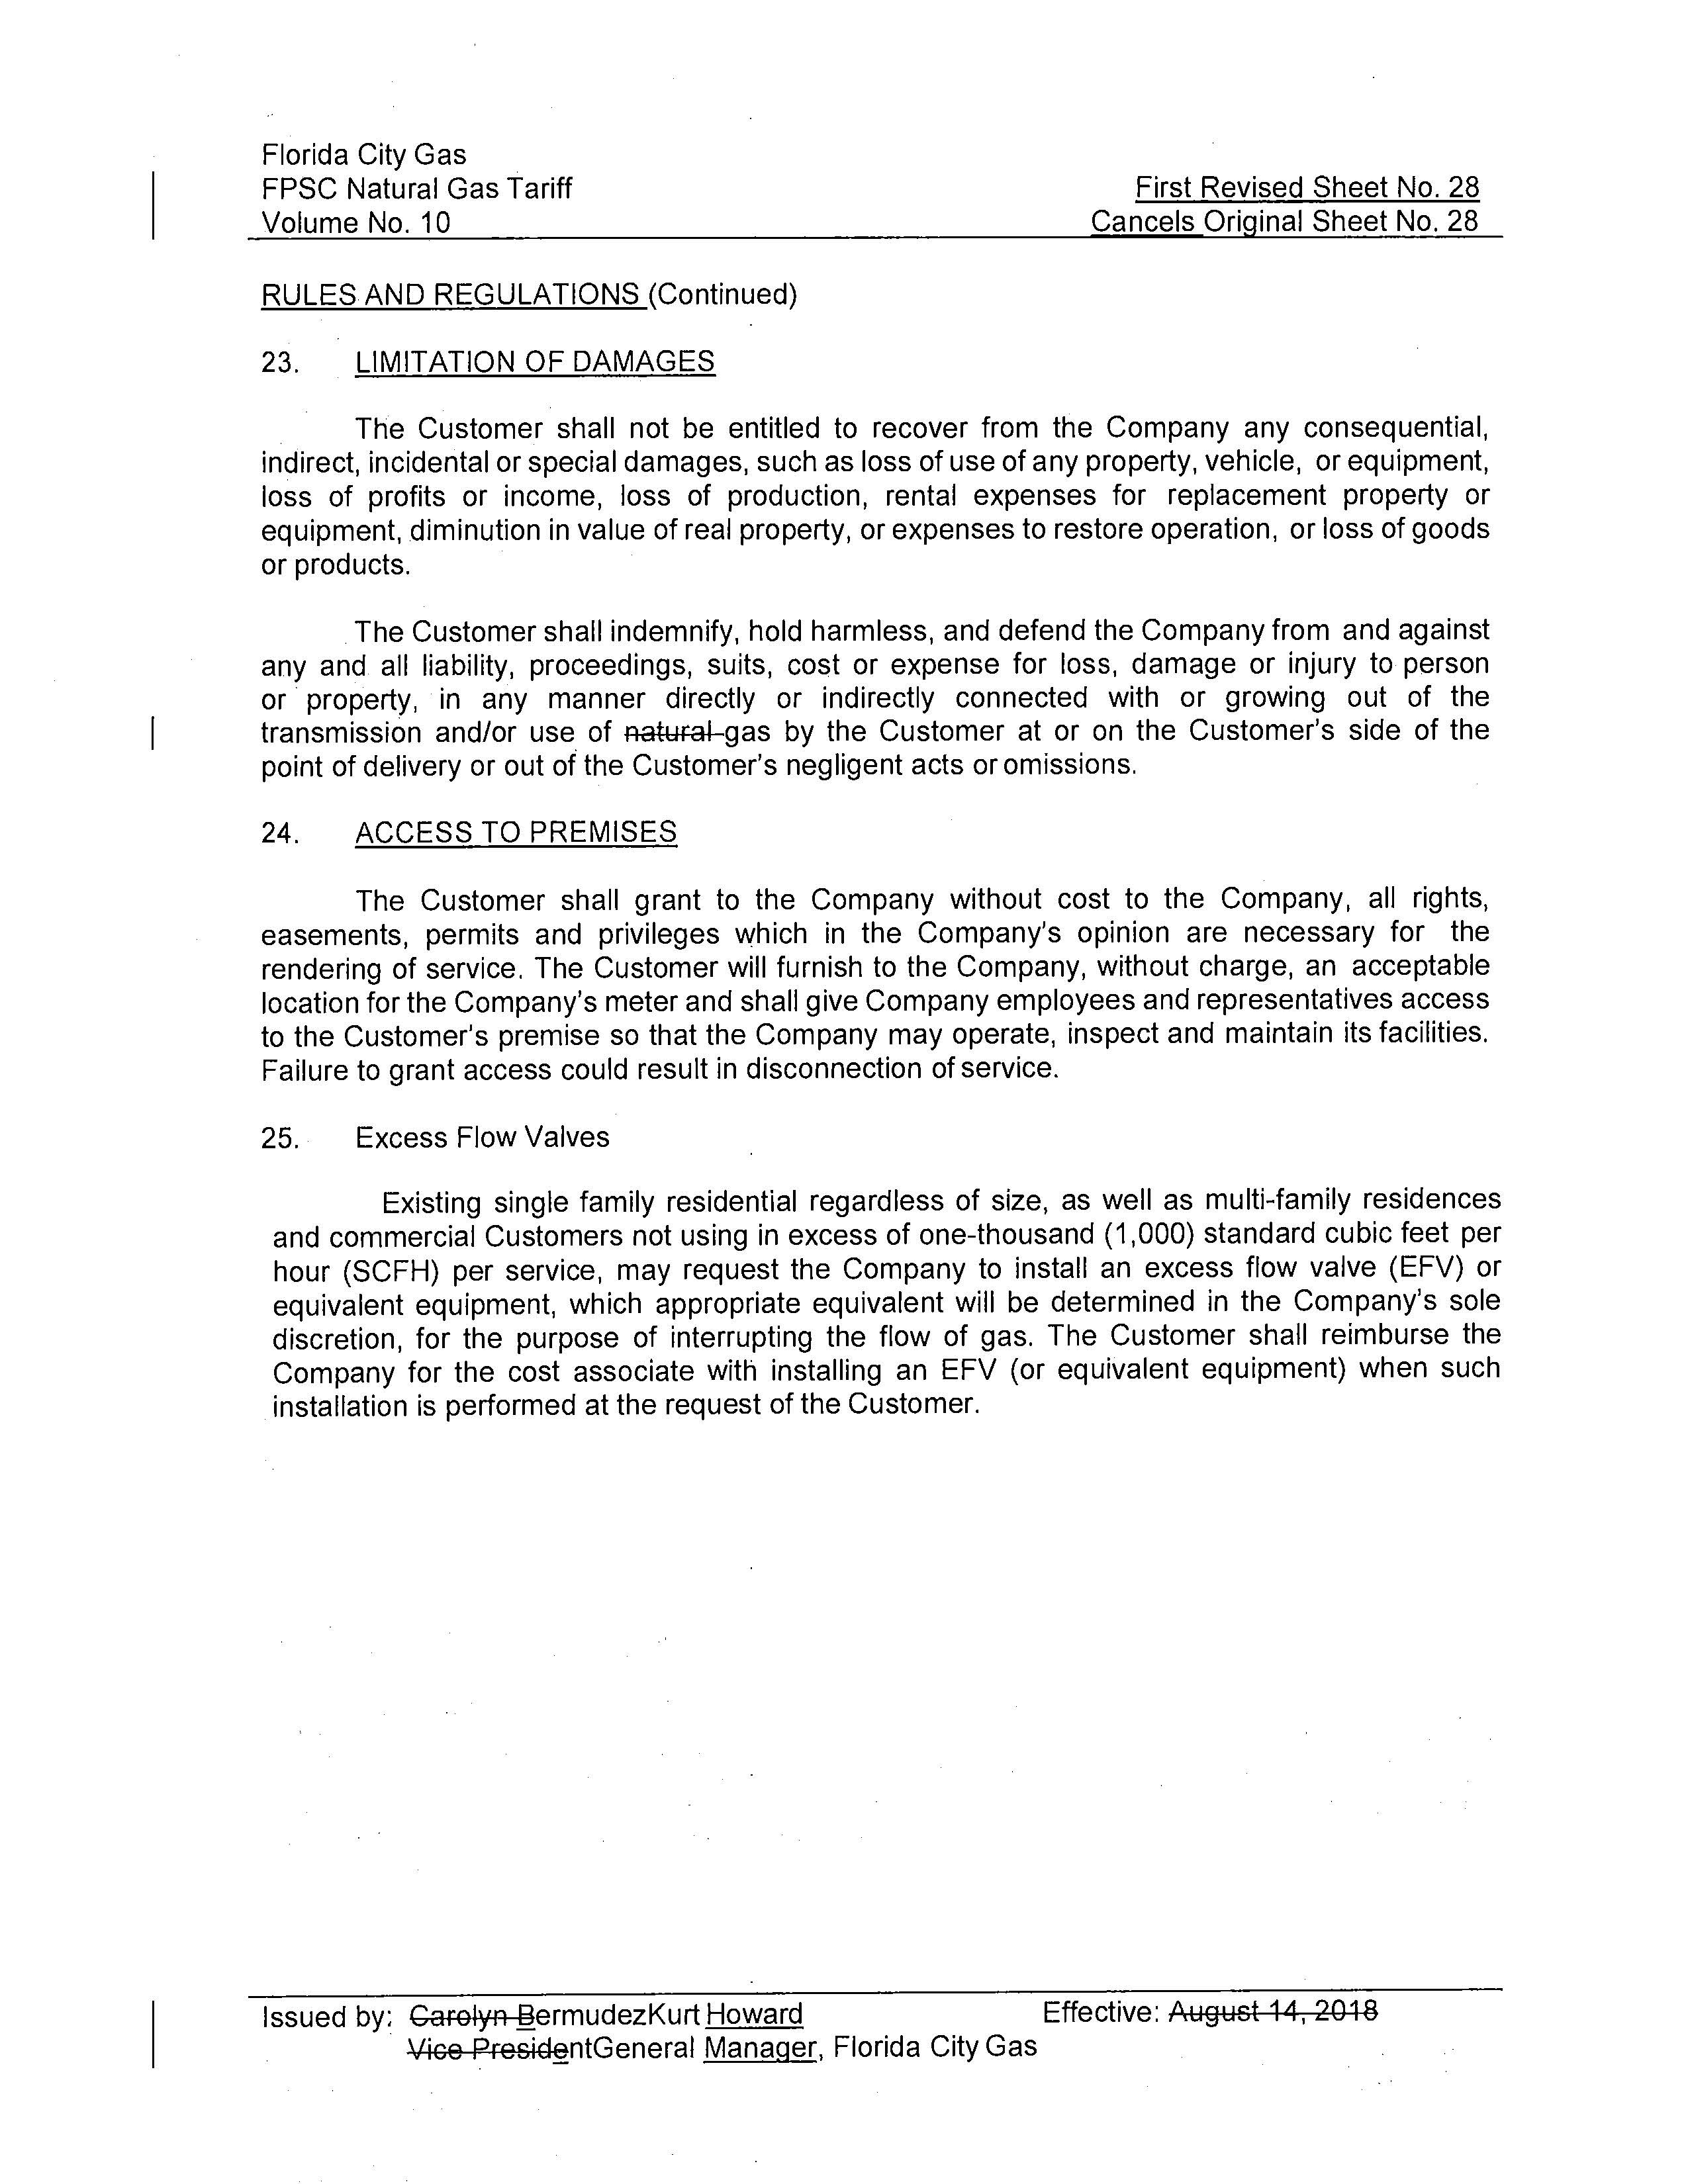 Florida City Gas
FPSC Natural Gas Tariff
First Revised Sheet No. 28
Volume No. 10
Cancels Original Sheet No. 28
RULES AND REGULATIONS (Continued)
23. LIMITATION OF DAMAGES
The Customer shall not be entitled to recover from the Company any consequential,
indirect, incidental or special damages, such as loss of use of any property, vehicle, or equipment,
loss of profits or income, loss of production, rental expenses for replacement property or
equipment, diminution in value of real property, or expenses to restore operation, or loss of goods
or products.
The Customer shall indemnify, hold harmless, and defend the Company from and against
any and all liability, proceedings, suits, cost or expense for loss, damage or injury to person
or property, in any manner directly or indirectly connected with or growing out of the
transmission and/or use of natural gas by the Customer at or on the Customer's side of the
point of delivery or out of the Customer's negligent acts or omissions.
24. ACCESS TO PREMISES
The Customer shall grant to the Company without cost to the Company, all rights,
easements, permits and privileges which in the Company's opinion are necessary for the
rendering of service. The Customer will furnish to the Company, without charge, an acceptable
location for the Company's meter and shall give Company employees and representatives access
to the Customer's premise so that the Company may operate, inspect and maintain its facilities.
Failure to grant access could result in disconnection of service.
25. Excess Flow Valves
Existing single family residential regardless of size, as well as multi-family residences
and commercial Customers not using in excess of one-thousand (1,000) standard cubic feet per
hour (SCFH) per service, may request the Company to install an excess flow valve (EFV) or
equivalent equipment, which appropriate equivalent will be determined in the Company's sole
discretion, for the purpose of interrupting the flow of gas. The Customer shall reimburse the
Company for the cost associate with installing an EFV (or equivalent equipment) when such
installation is performed at the request of the Customer.
Issued by: Carolyn BermudezKurt Howard
Effective: August 14, 2018
Vice PresidentGeneral Manager, Florida City Gas